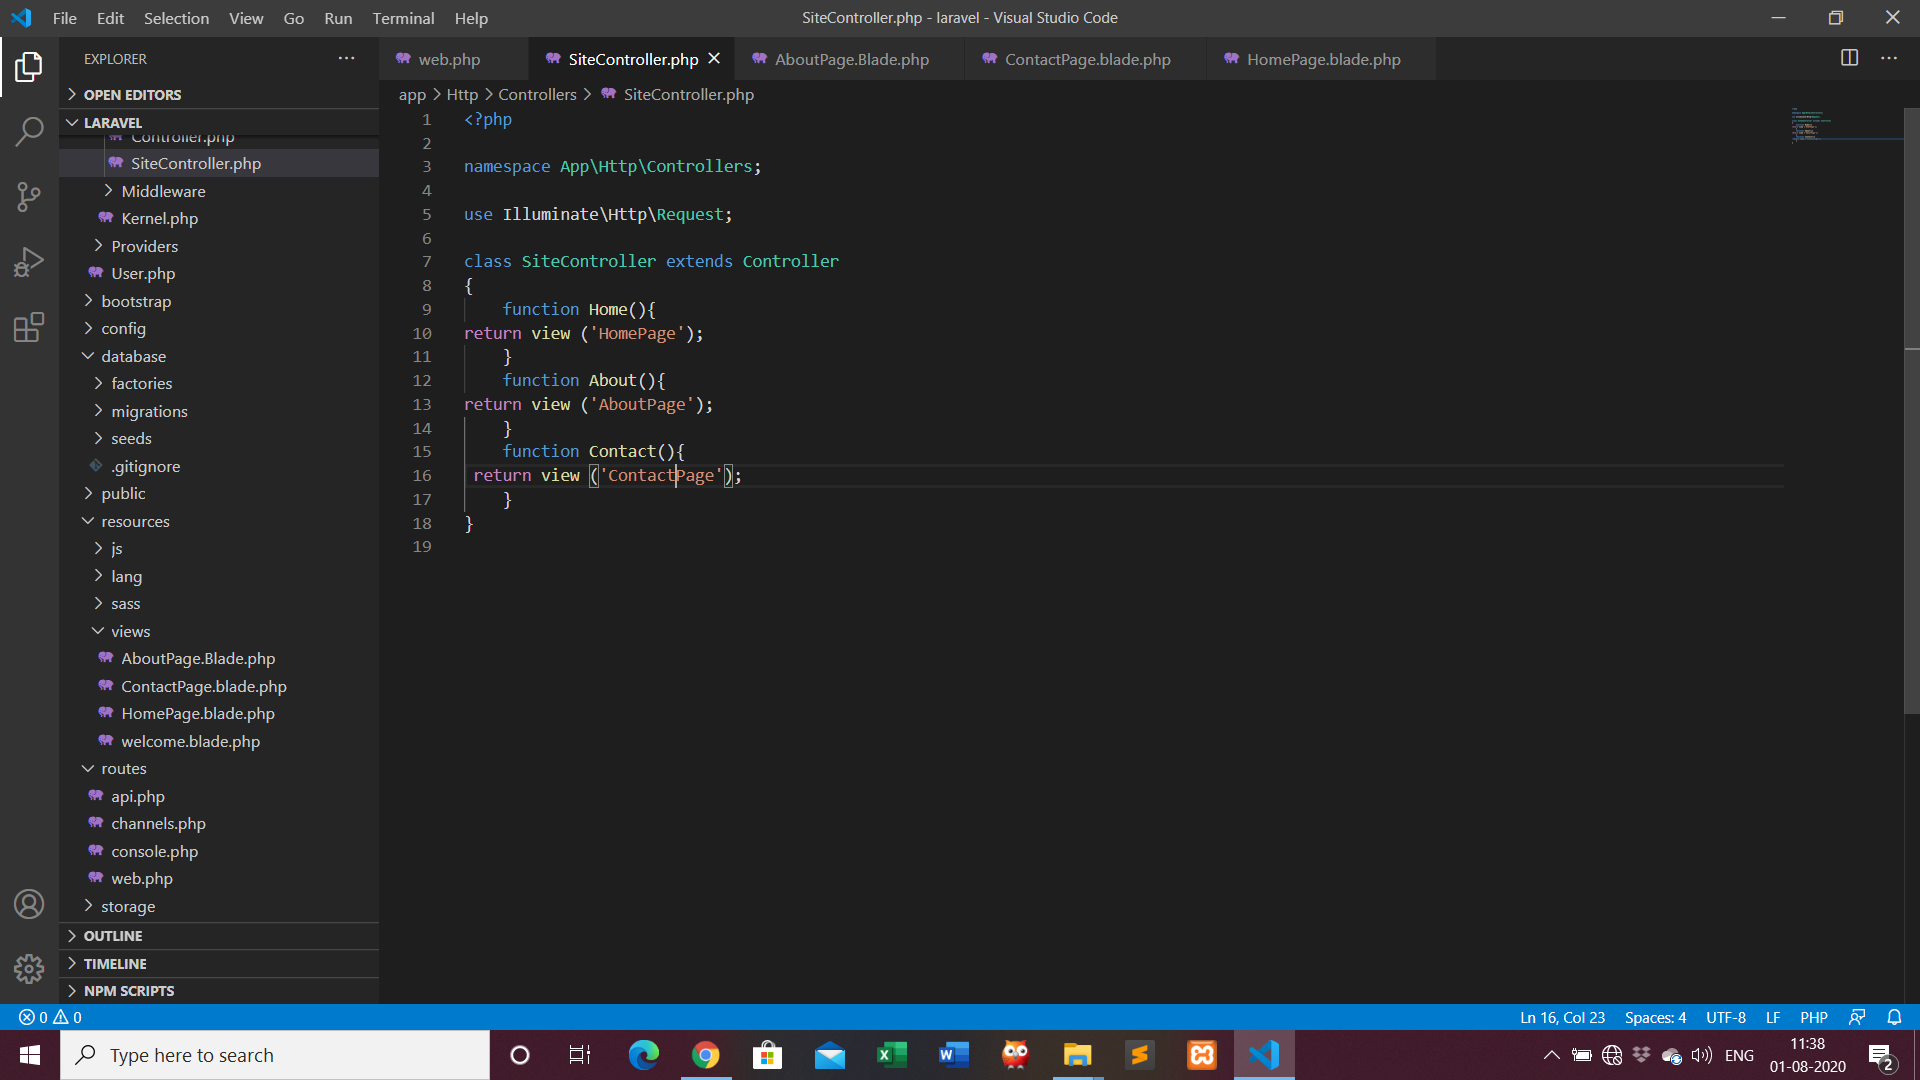 File Edit Selection View Go Run Terminal Help
SiteController.php - laravel - Visual Studio Code
EXPLORER
web.php
SiteController.php
AboutPage.Blade.php
ContactPage.blade.php
HomePage.blade.php
OPEN EDITORS
LARAVEL
Controller.php
SiteController.php
Middleware
Kernel.php
Providers
User.php
bootstrap
config
database
factories
migrations
seeds
.gitignore
public
resources
js
lang
sass
views
AboutPage.Blade.php
ContactPage.blade.php
HomePage.blade.php
welcome.blade.php
routes
api.php
channels.php
console.php
web.php
storage
OUTLINE
TIMELINE
NPM SCRIPTS
app > Http > Controllers > SiteController.php
1 <?php
2
3 namespace App\Http\Controllers;
4
5 use Illuminate\Http\Request;
6
7 class SiteController extends Controller
8 {
9 function Home(){
10 return view ('HomePage');
11 }
12 function About(){
13 return view ('AboutPage');
14 }
15 function Contact(){
16 return view ('ContactPage');
17 }
18 }
19
0 0
Ln 16, Col 23 Spaces: 4 UTF-8 LF PHP
Type here to search
ENG
11:38
01-08-2020
2